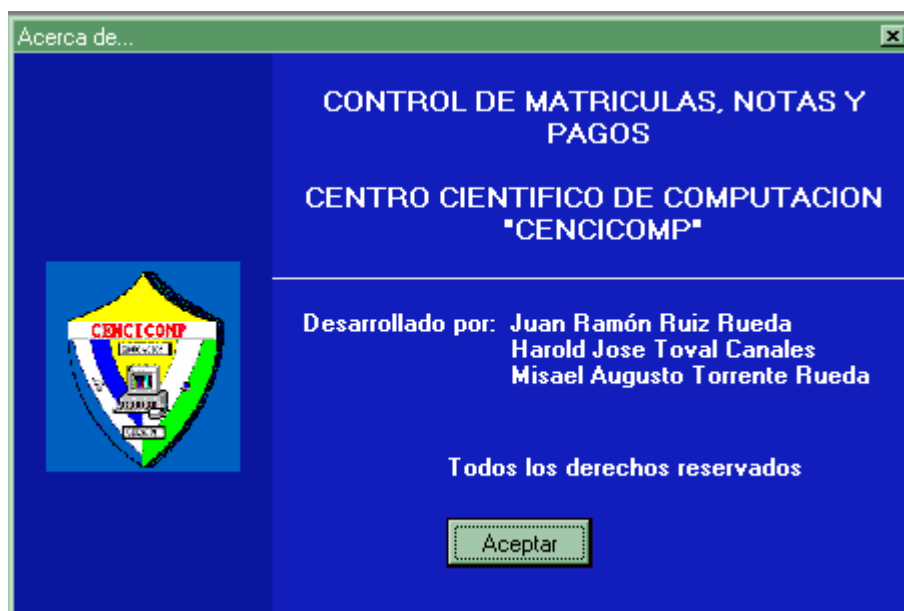 Acerca de...
CONTROL DE MATRICULAS, NOTAS Y
PAGOS
CENTRO CIENTIFICO DE COMPUTACION
"CENCICOMP"
CENCICOMP
Desarrollado por: Juan Ramón Ruiz Rueda
Harold Jose Toval Canales
Misael Augusto Torrente Rueda
Todos los derechos reservados
Aceptar